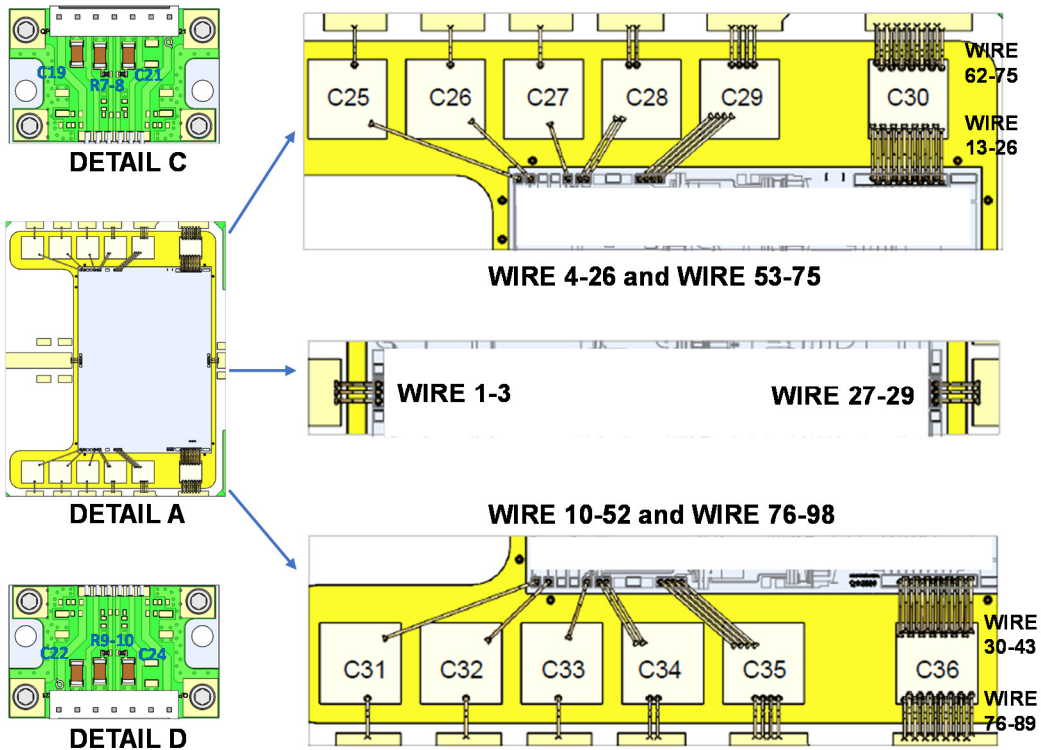 C19
R7-8
C21
DETAIL C
C25
C26
C27
C28
C29
C30
WIRE
62-75
WIRE
13-26
WIRE 4-26 and WIRE 53-75
DETAIL A
WIRE 1-3
WIRE 27-29
WIRE 10-52 and WIRE 76-98
C22
R9-10
C24
DETAIL D
C31
C32
C33
C34
C35
C36
WIRE
30-43
WIRE
76-89